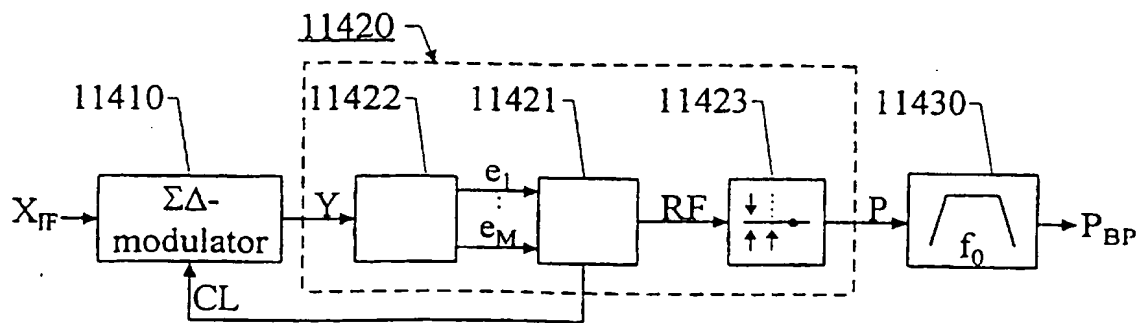 11420
11410
11422
11421
11423
11430
X_IF
ΣΔ-
modulator
Y
e_1
⋮
e_M
RF
P
f_0
P_BP
CL